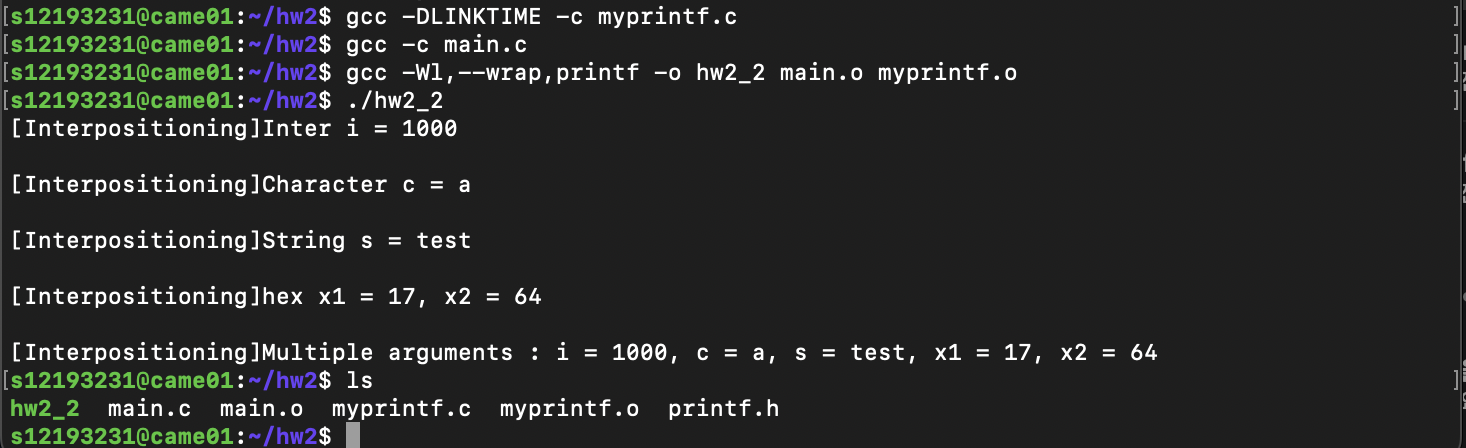 [s12193231@came01:~/hw2$ gcc -DLINKTIME -c myprintf.c ]
[s12193231@came01:~/hw2$ gcc -c main.c ]
[s12193231@came01:~/hw2$ gcc -Wl,--wrap,printf -o hw2_2 main.o myprintf.o ]
[s12193231@came01:~/hw2$ ./hw2_2 ]
[Interpositioning]Inter i = 1000
[Interpositioning]Character c = a
[Interpositioning]String s = test
[Interpositioning]hex x1 = 17, x2 = 64
[Interpositioning]Multiple arguments : i = 1000, c = a, s = test, x1 = 17, x2 = 64
[s12193231@came01:~/hw2$ ls ]
hw2_2 main.c main.o myprintf.c myprintf.o printf.h
s12193231@came01:~/hw2$